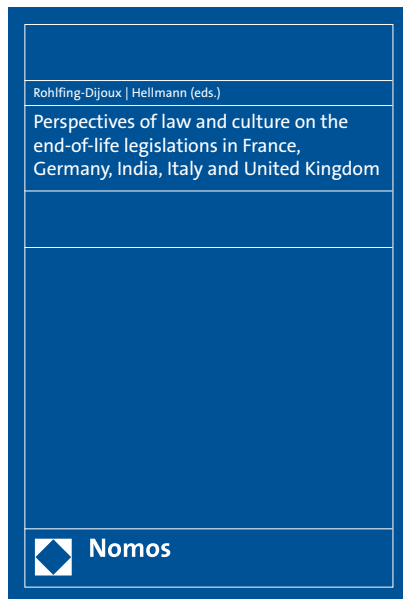 Rohlfing-Dijoux | Hellmann (eds.)
Perspectives of law and culture on the
end-of-life legislations in France,
Germany, India, Italy and United Kingdom
Nomos